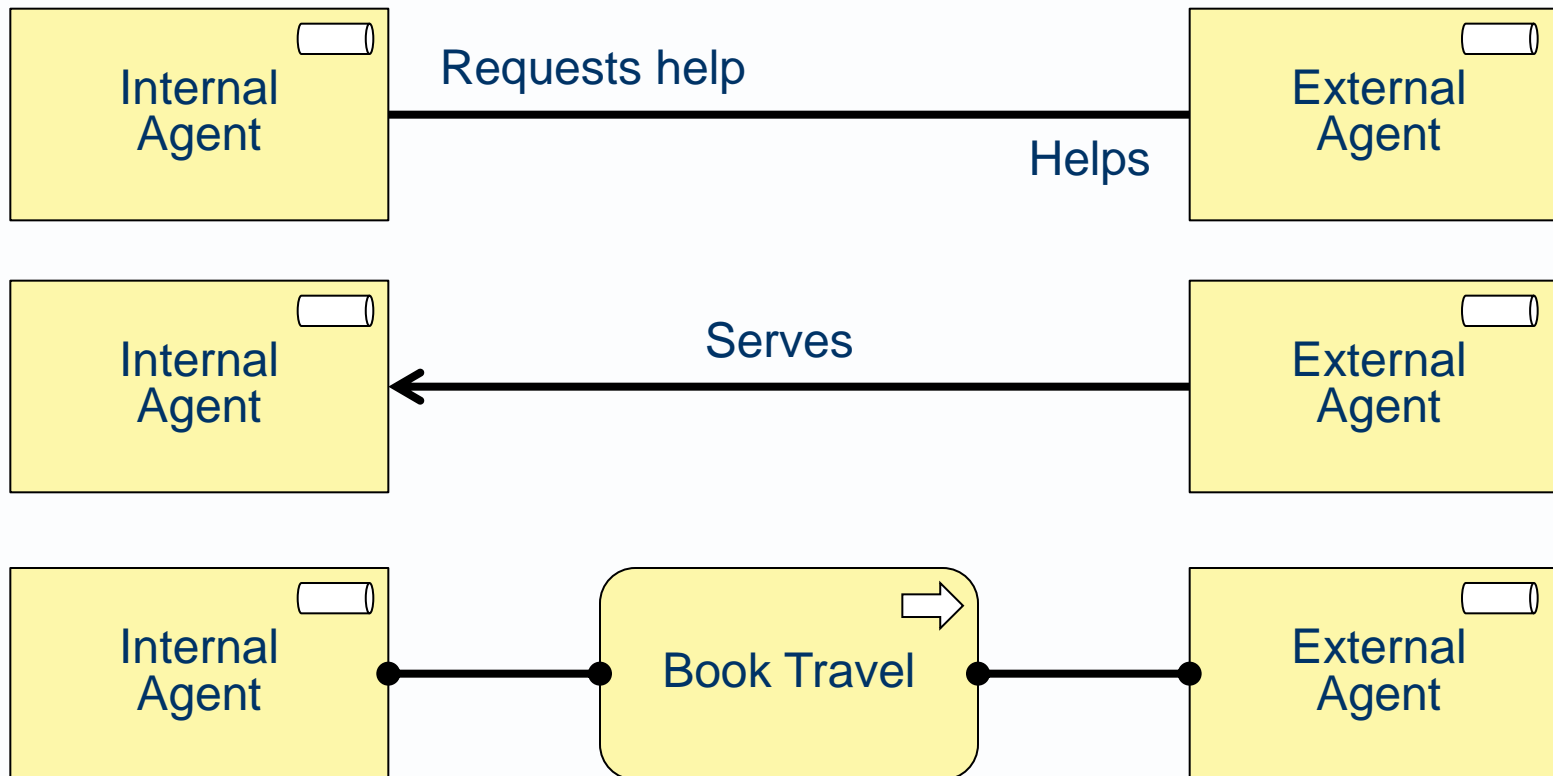 Internal
Agent
Requests help
Helps
External
Agent
Internal
Agent
Serves
External
Agent
Internal
Agent
Book Travel
External
Agent